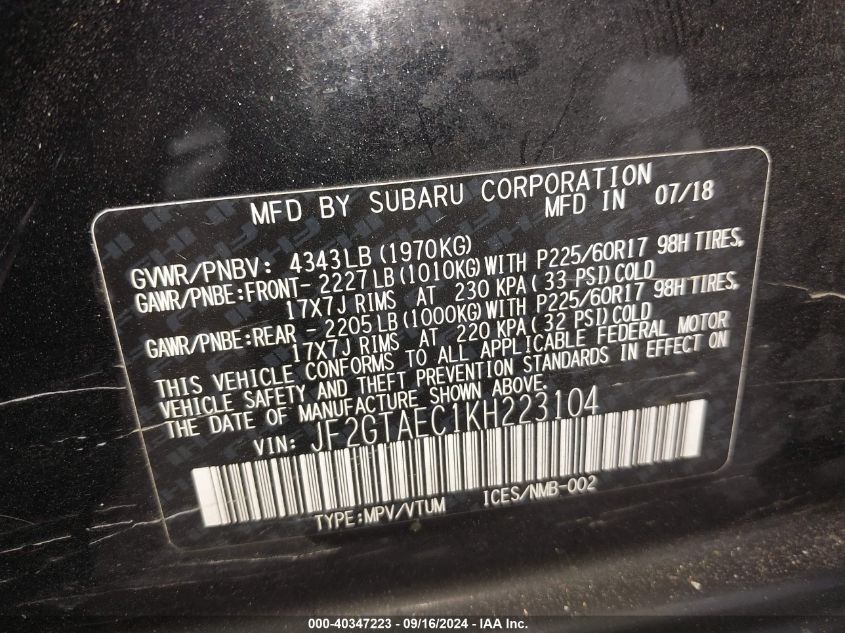 MFD BY SUBARU CORPORATION
MFD IN 07/18
GVWR/PNBV: 4343LB(1970KG)
GAWR/PNBE:FRONT- 2227LB(1010KG)WITH P225/60R17 98H TIRES,
17X7J RIMS AT 230 KPA(33 PSI)COLD
GAWR/PNBE:REAR - 2205LB(1000KG)WITH P225/60R17 98H TIRES,
17X7J RIMS AT 220 KPA(32 PSI)COLD
THIS VEHICLE CONFORMS TO ALL APPLICABLE FEDERAL MOTOR
VEHICLE SAFETY AND THEFT PREVENTION STANDARDS IN EFFECT ON
THE DATE OF MANUFACTURE SHOWN ABOVE.
VIN: JF2GTAEC1KH223104
TYPE:MPV/VTUM ICES/NMB-002
000-40347223 - 09/16/2024 - IAA Inc.